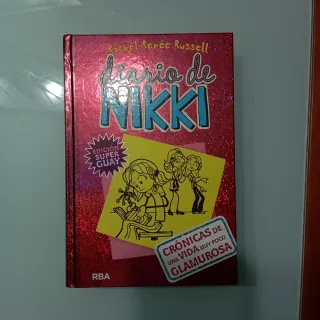 Rachel Renée Russell
diario de
NIKKI
EDICIÓN
SUPER
GUAY
CRÓNICAS DE
UNA VIDA MUY POCO
GLAMUROSA
RBA